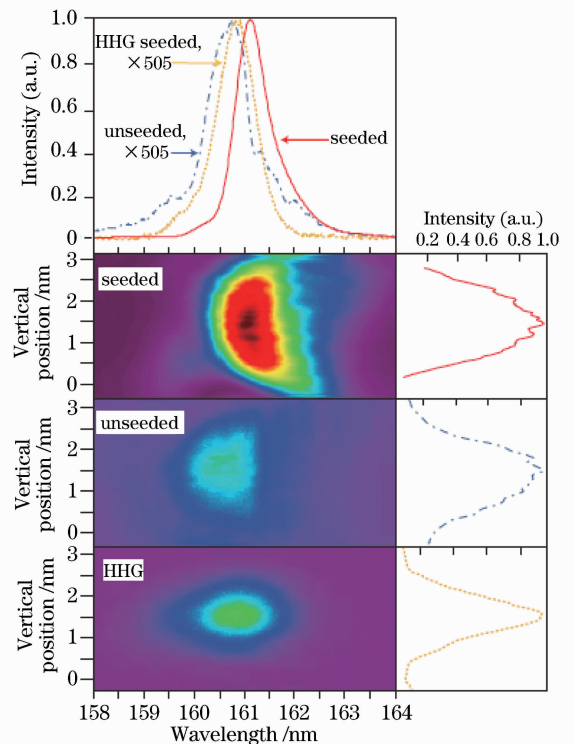 1.0
0.8
0.6
0.4
0.2
0
Intensity (a.u.)
HHG seeded,
×505
unseeded,
×505
seeded
Intensity (a.u.)
0.2 0.4 0.6 0.8 1.0
3
2
1
0
Vertical
position /nm
seeded
3
2
1
0
Vertical
position /nm
unseeded
3
2
1
0
Vertical
position /nm
HHG
158 159 160 161 162 163 164
Wavelength /nm